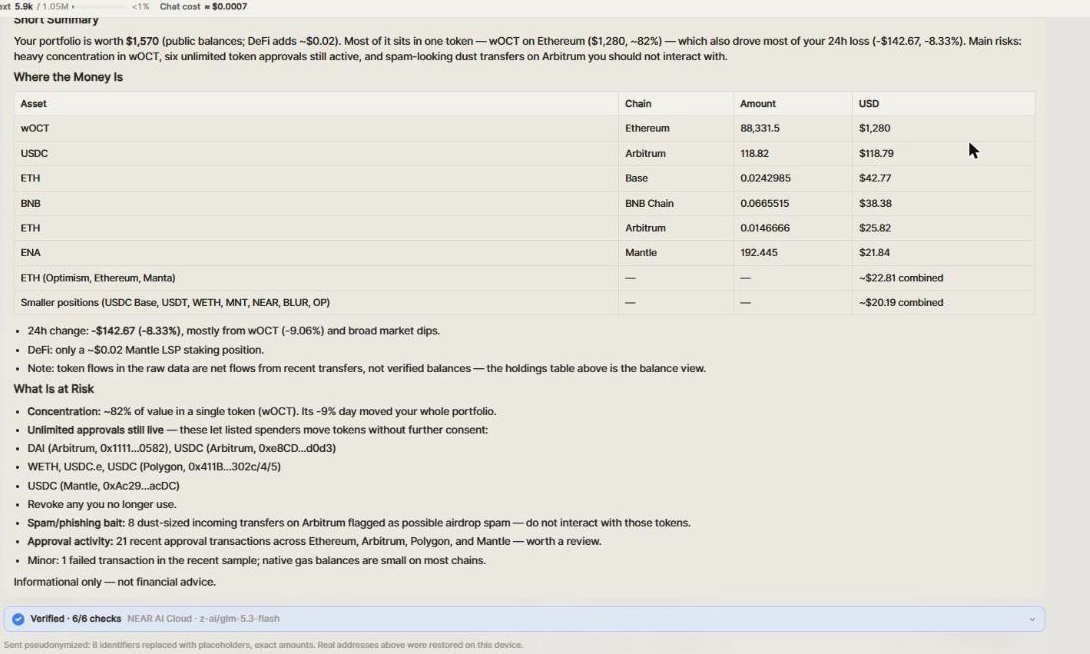 ext 5.9k / 1.05M <1% Chat cost ≈ $0.0007
Short Summary
Your portfolio is worth $1,570 (public balances; DeFi adds ~$0.02). Most of it sits in one token — wOCT on Ethereum ($1,280, ~82%) — which also drove most of your 24h loss (-$142.67, -8.33%). Main risks:
heavy concentration in wOCT, six unlimited token approvals still active, and spam-looking dust transfers on Arbitrum you should not interact with.
Where the Money Is
Asset Chain Amount USD
wOCT Ethereum 88,331.5 $1,280
USDC Arbitrum 118.82 $118.79
ETH Base 0.0242985 $42.77
BNB BNB Chain 0.0665515 $38.38
ETH Arbitrum 0.0146666 $25.82
ENA Mantle 192.445 $21.84
ETH (Optimism, Ethereum, Manta) — — ~$22.81 combined
Smaller positions (USDC Base, USDT, WETH, MNT, NEAR, BLUR, OP) — — ~$20.19 combined
• 24h change: -$142.67 (-8.33%), mostly from wOCT (-9.06%) and broad market dips.
• DeFi: only a ~$0.02 Mantle LSP staking position.
• Note: token flows in the raw data are net flows from recent transfers, not verified balances — the holdings table above is the balance view.
What Is at Risk
• Concentration: ~82% of value in a single token (wOCT). Its -9% day moved your whole portfolio.
• Unlimited approvals still live — these let listed spenders move tokens without further consent:
• DAI (Arbitrum, 0x1111...0582), USDC (Arbitrum, 0xe8CD...d0d3)
• WETH, USDC.e, USDC (Polygon, 0x411B...302c/4/5)
• USDC (Mantle, 0xAc29...acDC)
• Revoke any you no longer use.
• Spam/phishing bait: 8 dust-sized incoming transfers on Arbitrum flagged as possible airdrop spam — do not interact with those tokens.
• Approval activity: 21 recent approval transactions across Ethereum, Arbitrum, Polygon, and Mantle — worth a review.
• Minor: 1 failed transaction in the recent sample; native gas balances are small on most chains.
Informational only — not financial advice.
Verified · 6/6 checks NEAR AI Cloud · z-ai/glm-5.3-flash
Sent pseudonymized: 8 identifiers replaced with placeholders, exact amounts. Real addresses above were restored on this device.